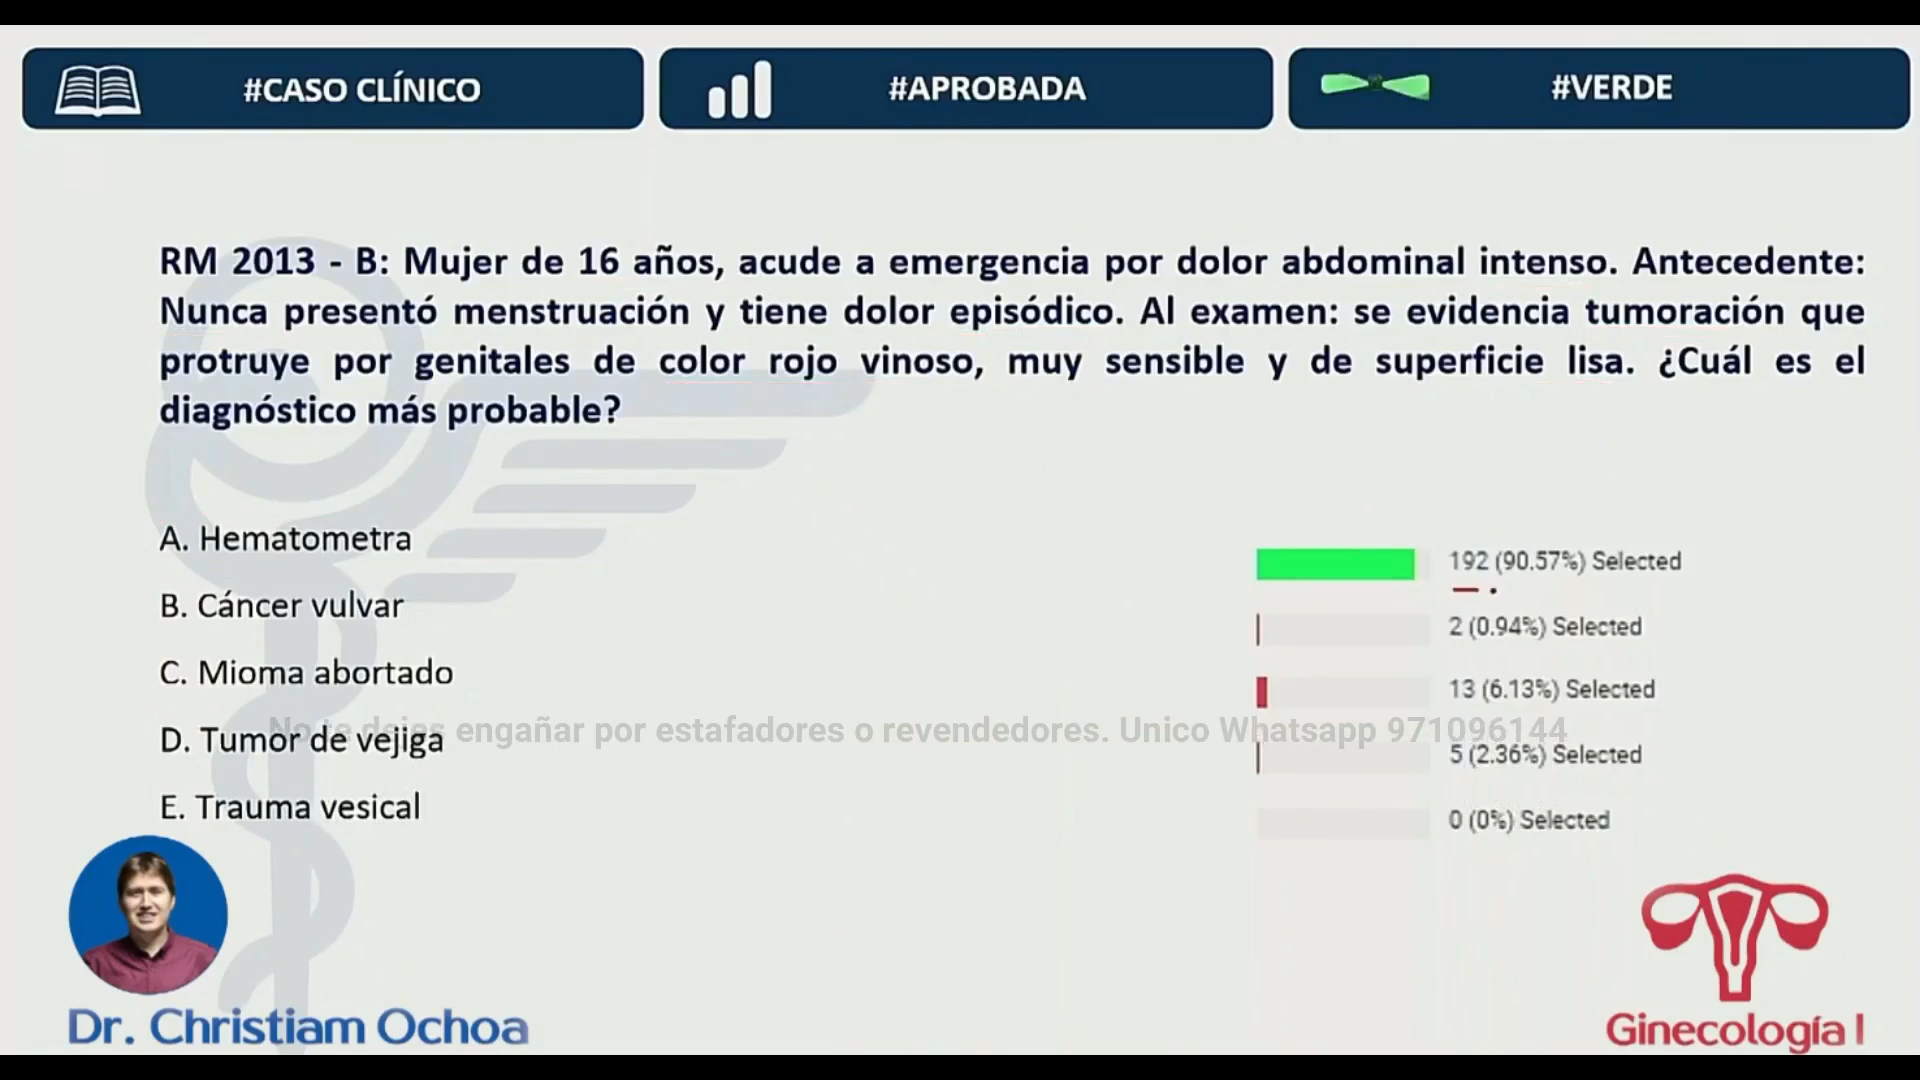 #CASO CLÍNICO
#APROBADA
#VERDE
RM 2013 - B: Mujer de 16 años, acude a emergencia por dolor abdominal intenso. Antecedente:
Nunca presentó menstruación y tiene dolor episódico. Al examen: se evidencia tumoración que
protruye por genitales de color rojo vinoso, muy sensible y de superficie lisa. ¿Cuál es el
diagnóstico más probable?
A. Hematometra
192 (90.57%) Selected
B. Cáncer vulvar
2 (0.94%) Selected
C. Mioma abortado
13 (6.13%) Selected
No te dejes engañar por estafadores o revendedores. Unico Whatsapp 971096144
D. Tumor de vejiga
5 (2.36%) Selected
E. Trauma vesical
0 (0%) Selected
Dr. Christiam Ochoa
Ginecología I